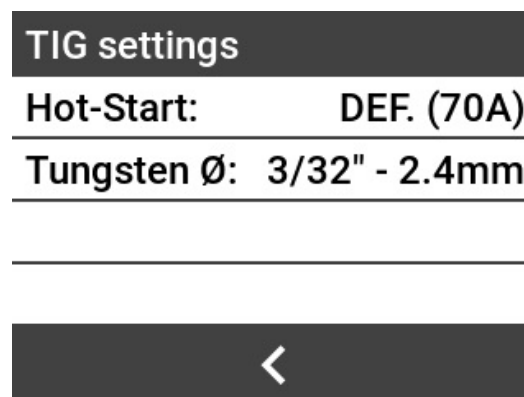 TIG settings
Hot-Start: DEF. (70A)
Tungsten Ø: 3/32" - 2.4mm